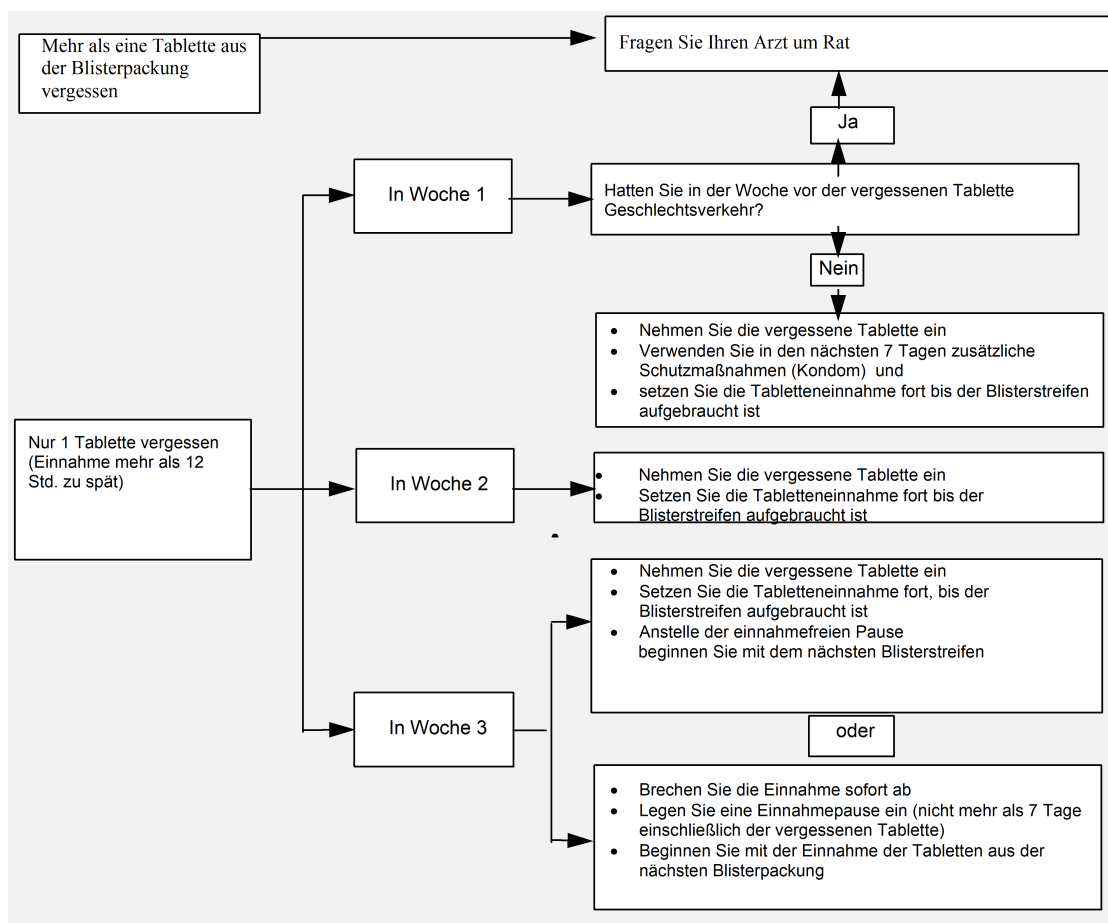 Mehr als eine Tablette aus
der Blisterpackung
vergessen
Fragen Sie Ihren Arzt um Rat
Ja
In Woche 1
Hatten Sie in der Woche vor der vergessenen Tablette
Geschlechtsverkehr?
Nein
• Nehmen Sie die vergessene Tablette ein
• Verwenden Sie in den nächsten 7 Tagen zusätzliche
Schutzmaßnahmen (Kondom) und
• setzen Sie die Tabletteneinnahme fort bis der Blisterstreifen
aufgebraucht ist
Nur 1 Tablette vergessen
(Einnahme mehr als 12
Std. zu spät)
In Woche 2
• Nehmen Sie die vergessene Tablette ein
• Setzen Sie die Tabletteneinnahme fort bis der
Blisterstreifen aufgebraucht ist
• Nehmen Sie die vergessene Tablette ein
• Setzen Sie die Tabletteneinnahme fort, bis der
Blisterstreifen aufgebraucht ist
• Anstelle der einnahmefreien Pause
beginnen Sie mit dem nächsten Blisterstreifen
In Woche 3
oder
• Brechen Sie die Einnahme sofort ab
• Legen Sie eine Einnahmepause ein (nicht mehr als 7 Tage
einschließlich der vergessenen Tablette)
• Beginnen Sie mit der Einnahme der Tabletten aus der
nächsten Blisterpackung